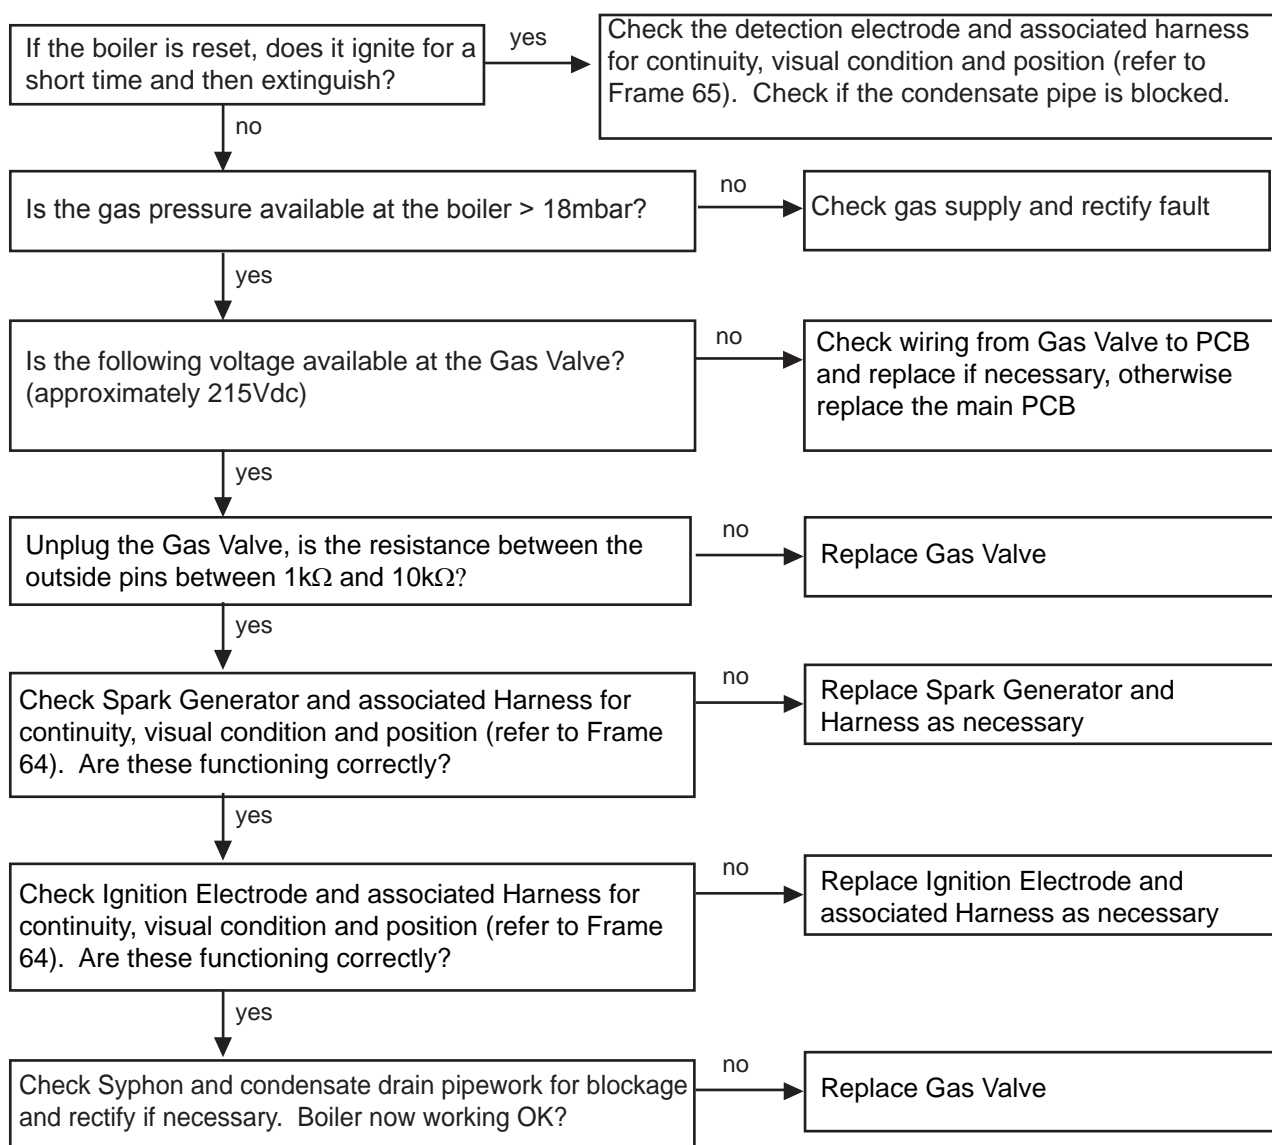 If the boiler is reset, does it ignite for a
short time and then extinguish?
yes
Check the detection electrode and associated harness
for continuity, visual condition and position (refer to
Frame 65).  Check if the condensate pipe is blocked.
no
Is the gas pressure available at the boiler > 18mbar?
no
Check gas supply and rectify fault
yes
Is the following voltage available at the Gas Valve?
(approximately 215Vdc)
no
Check wiring from Gas Valve to PCB
and replace if necessary, otherwise
replace the main PCB
yes
Unplug the Gas Valve, is the resistance between the
outside pins between 1kΩ and 10kΩ?
no
Replace Gas Valve
yes
Check Spark Generator and associated Harness for
continuity, visual condition and position (refer to Frame
64).  Are these functioning correctly?
no
Replace Spark Generator and
Harness as necessary
yes
Check Ignition Electrode and associated Harness for
continuity, visual condition and position (refer to Frame
64).  Are these functioning correctly?
no
Replace Ignition Electrode and
associated Harness as necessary
yes
Check Syphon and condensate drain pipework for blockage
and rectify if necessary.  Boiler now working OK?
no
Replace Gas Valve